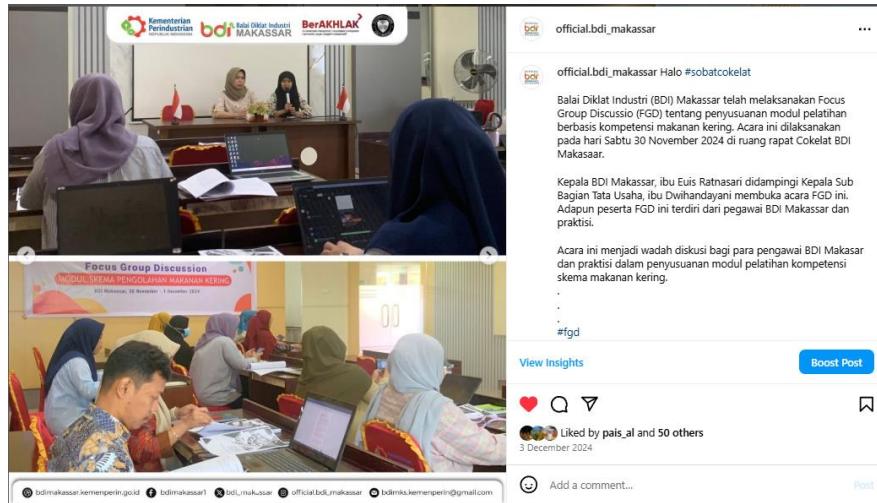 Kementerian
Perindustrian
REPUBLIK INDONESIA
bdi
Balai Diklat Industri
MAKASSAR
BerAKHLAK
Focus Group Discussion
MODUL SKEMA PENGOLAHAN MAKANAN KERING
BDI Makassar, 30 November - 1 Desember 2024
bdimakassar.kemenperin.go.id
bdimakassar1
bdi_makassar
official.bdi_makassar
bdimks.kemenperin@gmail.com
official.bdi_makassar
official.bdi_makassar Halo #sobatcokelat
Balai Diklat Industri (BDI) Makassar telah melaksanakan Focus
Group Discussio (FGD) tentang penyusuanan modul pelatihan
berbasis kompetensi makanan kering. Acara ini dilaksanakan
pada hari Sabtu 30 November 2024 di ruang rapat Cokelat BDI
Makasaar.
Kepala BDI Makassar, ibu Euis Ratnasari didampingi Kepala Sub
Bagian Tata Usaha, ibu Dwihandayani membuka acara FGD ini.
Adapun peserta FGD ini terdiri dari pegawai BDI Makassar dan
praktisi.
Acara ini menjadi wadah diskusi bagi para pengawai BDI Makasar
dan praktisi dalam penyusuanan modul pelatihan kompetensi
skema makanan kering.
.
.
.
#fgd
View Insights
Boost Post
Liked by pais_al and 50 others
3 December 2024
Add a comment...
Post